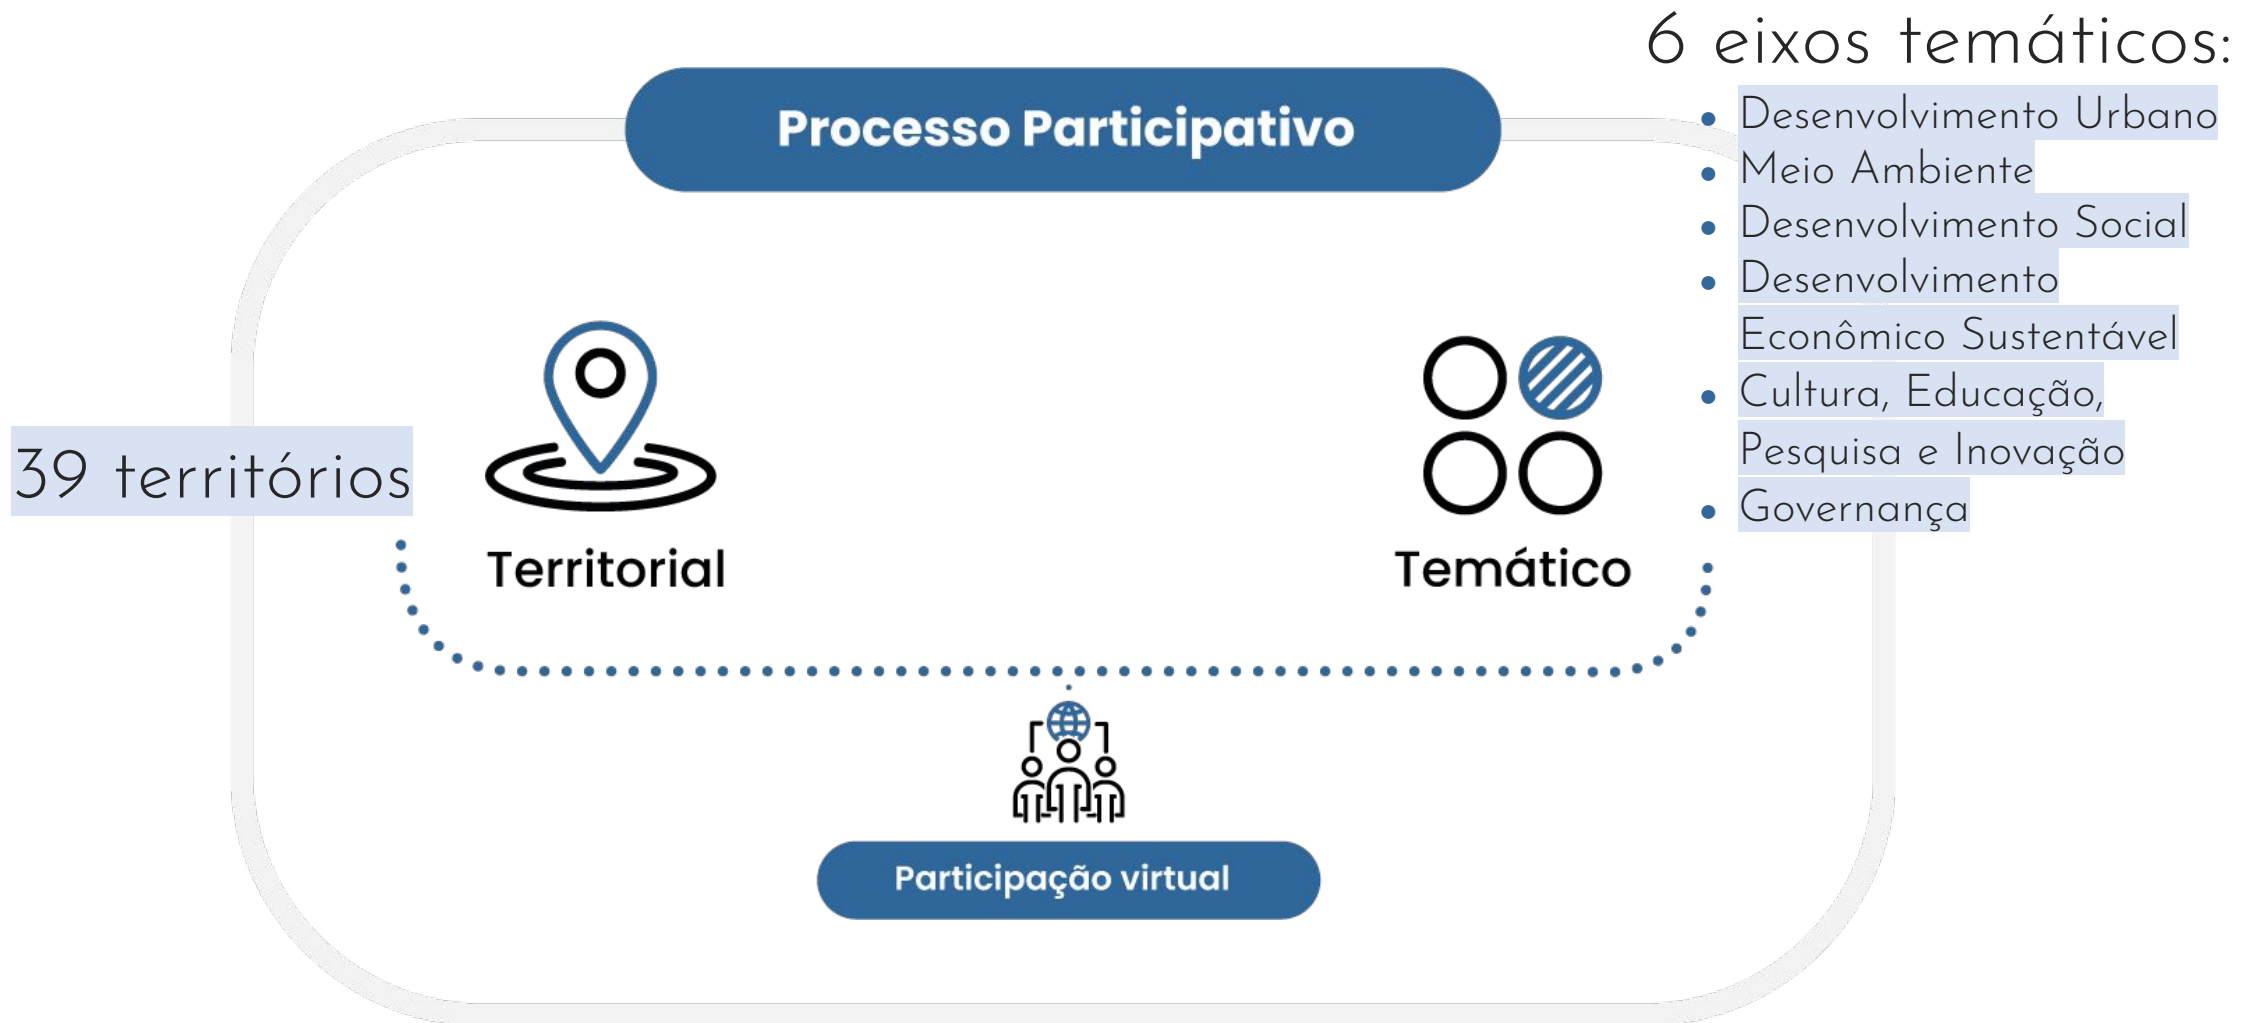 6 eixos temáticos:
Processo Participativo
• Desenvolvimento Urbano
• Meio Ambiente
• Desenvolvimento Social
• Desenvolvimento
Econômico Sustentável
• Cultura, Educação,
Pesquisa e Inovação
• Governança
39 territórios
Territorial
Temático
Participação virtual